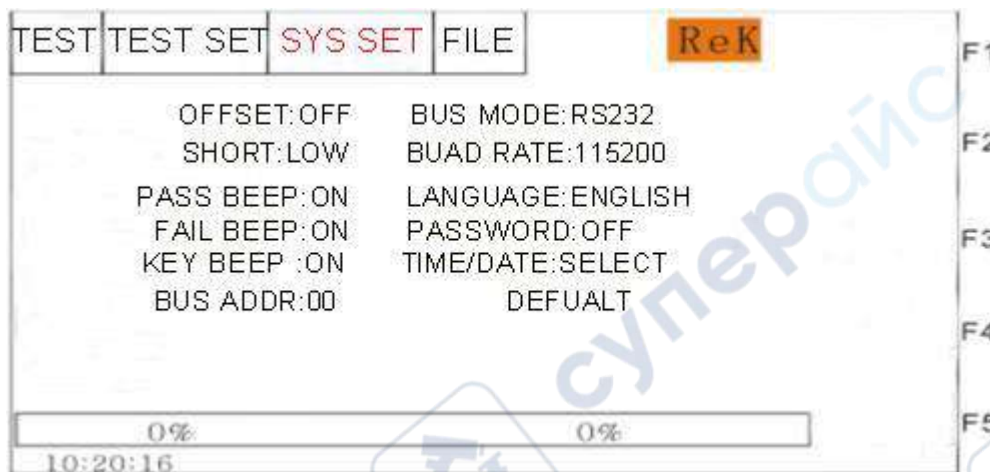 TEST TEST SET SYS SET FILE ReK
F1
OFFSET:OFF BUS MODE:RS232
F2
SHORT:LOW BUAD RATE:115200
PASS BEEP:ON LANGUAGE:ENGLISH
FAIL BEEP:ON PASSWORD:OFF
F3
KEY BEEP :ON TIME/DATE:SELECT
BUS ADDR:00 DEFUALT
F4
0% 0%
F5
10:20:16
суперайс